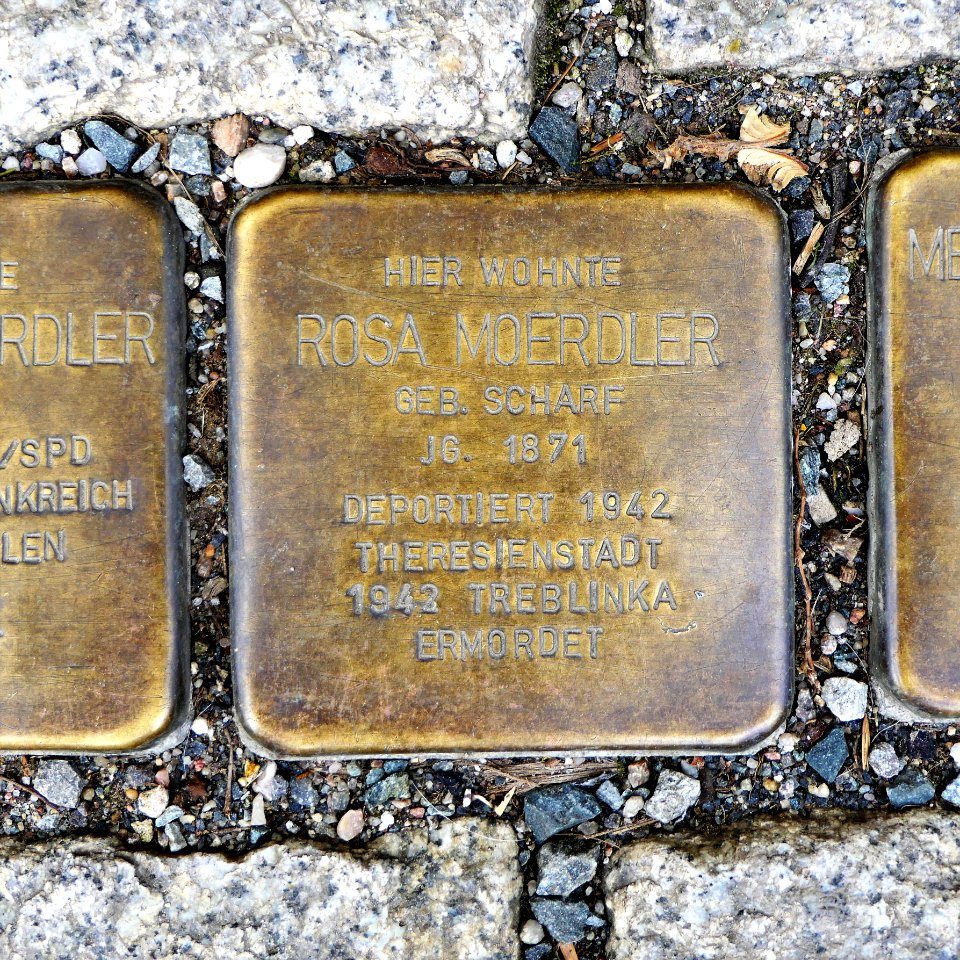 HIER WOHNTE
ROSA MOERDLER
GEB. SCHARF
JG. 1871
DEPORTIERT 1942
THERESIENSTADT
1942 TREBLINKA
ERMORDET
E
RDLER
/SPD
NKREICH
LEN
ME